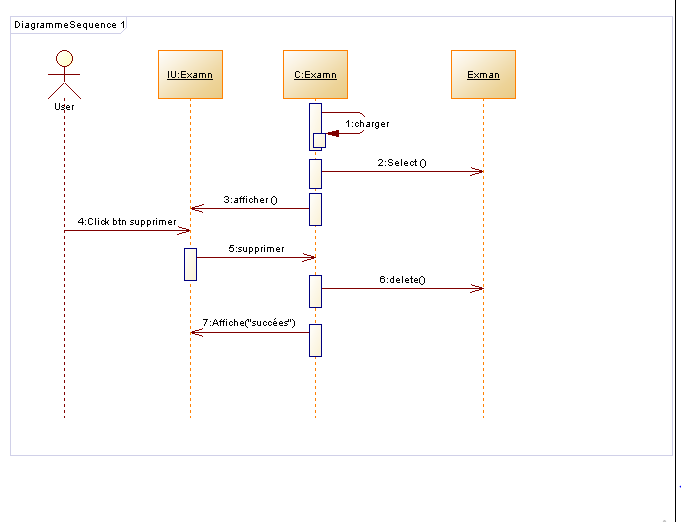 DiagrammeSequence 1
IU:Examn
C:Examn
Exman
User
1:charger
2:Select ()
3:afficher ()
4:Click btn supprimer
5:supprimer
6:delete()
7:Affiche("succées")